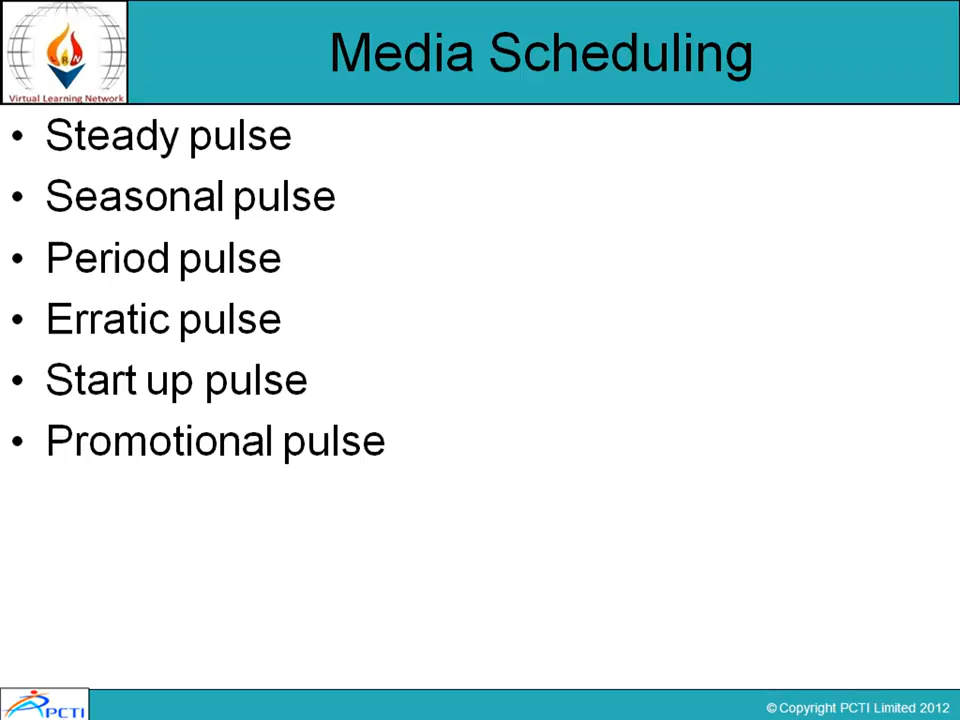 Media Scheduling
Virtual Learning Network
• Steady pulse
• Seasonal pulse
• Period pulse
• Erratic pulse
• Start up pulse
• Promotional pulse
PCTI
© Copyright PCTI Limited 2012